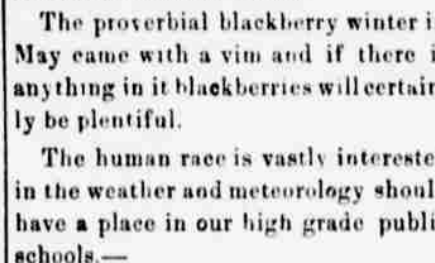 The proverbial blackberry winter i
May came with a vim and if there i
anything in it blackberries will certain
ly be plentiful.
The human race is vastly intereste
in the weather and meteorology shoul
have a place in our high grade publi
schools.—